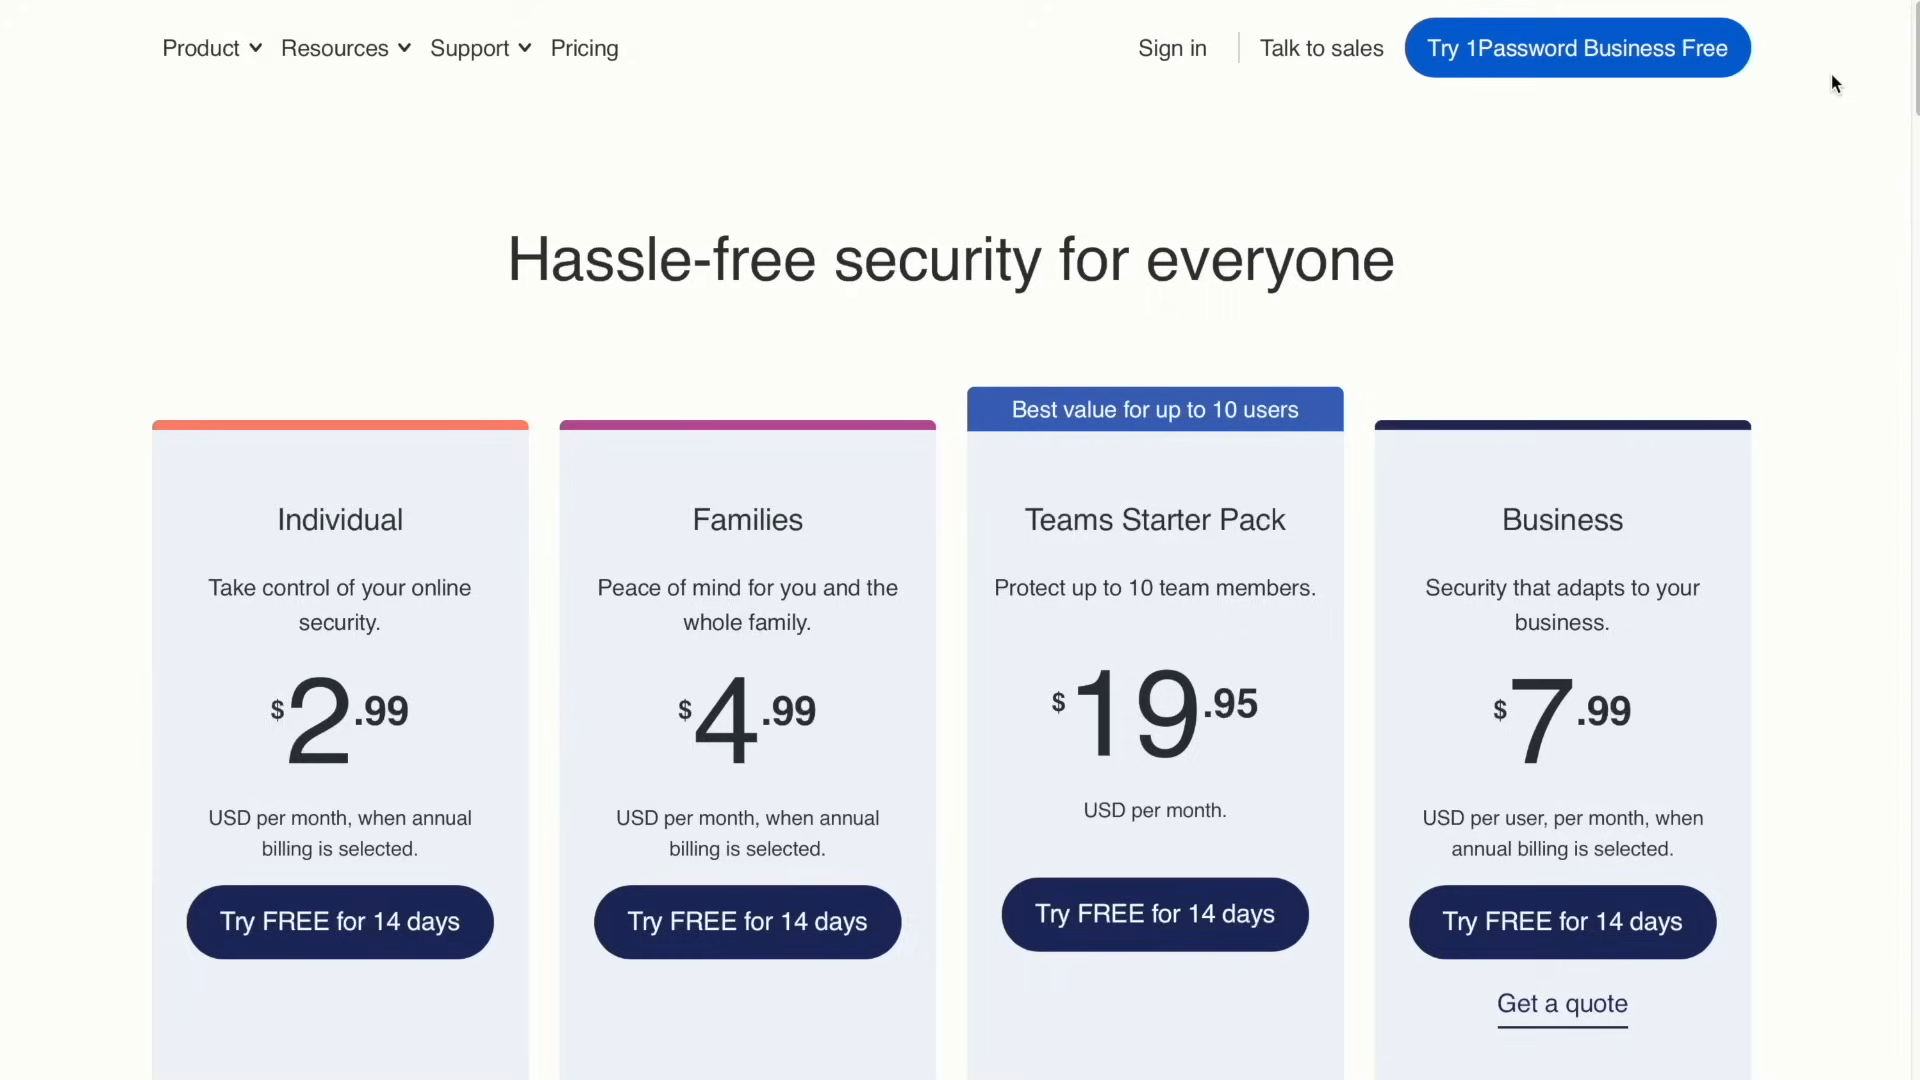 Product Resources Support Pricing Sign in Talk to sales Try 1Password Business Free
Hassle-free security for everyone
Individual
Take control of your online
security.
$2.99
USD per month, when annual
billing is selected.
Try FREE for 14 days
Families
Peace of mind for you and the
whole family.
$4.99
USD per month, when annual
billing is selected.
Try FREE for 14 days
Best value for up to 10 users
Teams Starter Pack
Protect up to 10 team members.
$19.95
USD per month.
Try FREE for 14 days
Business
Security that adapts to your
business.
$7.99
USD per user, per month, when
annual billing is selected.
Try FREE for 14 days
Get a quote